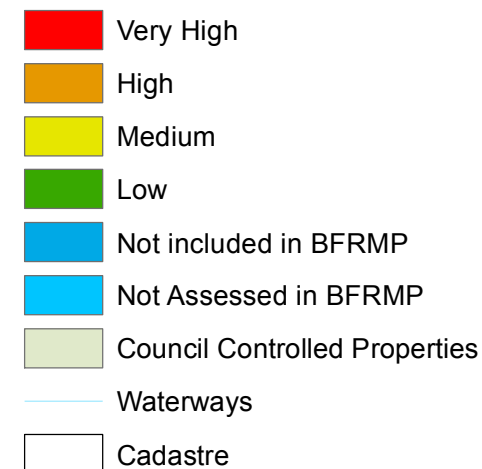 Very High
High
Medium
Low
Not included in BFRMP
Not Assessed in BFRMP
Council Controlled Properties
Waterways
Cadastre